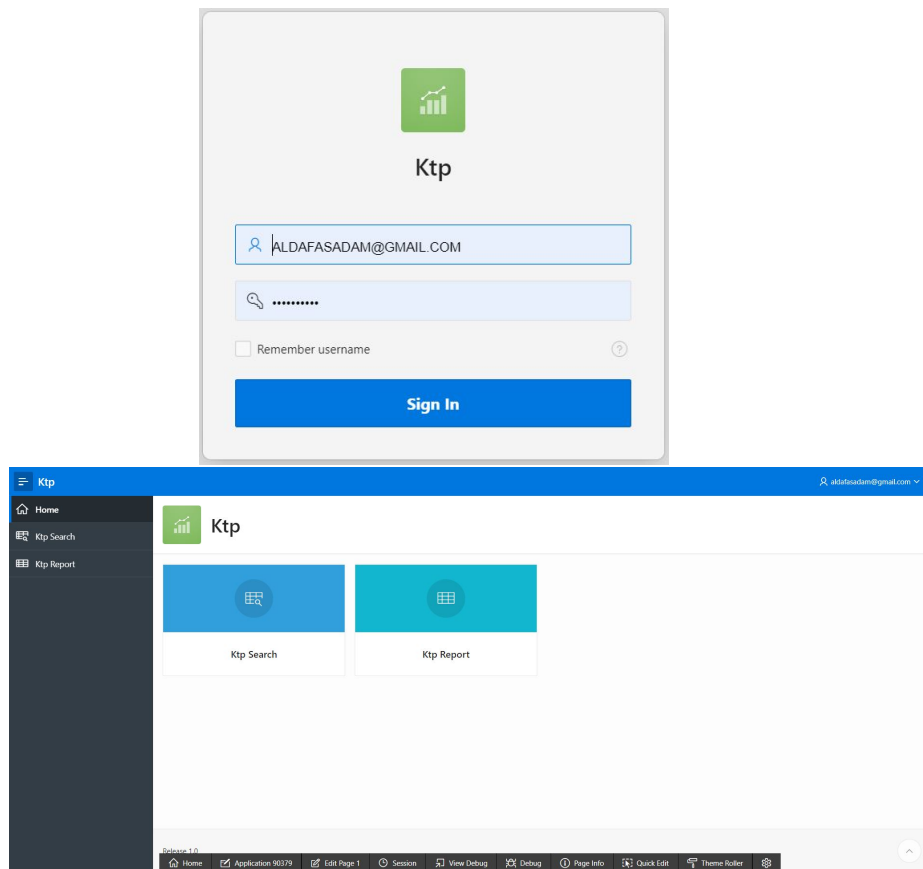 Ktp
ALDAFASADAM@GMAIL.COM
••••••••••
Remember username
?
Sign In
Ktp
aldafasadam@gmail.com
Home
Ktp Search
Ktp Report
Ktp
Ktp Search
Ktp Report
Release 1.0
Home Application 90379 Edit Page 1 Session View Debug Debug Page Info Quick Edit Theme Roller